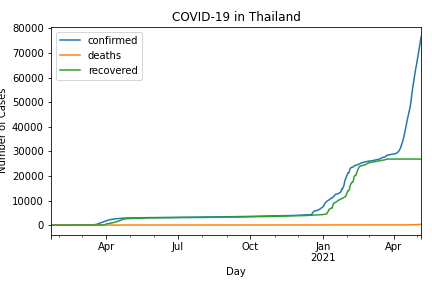 COVID-19 in Thailand
confirmed
deaths
recovered
80000
70000
60000
50000
40000
30000
20000
10000
0
Number of Cases
Apr Jul Oct Jan Apr
2021
Day